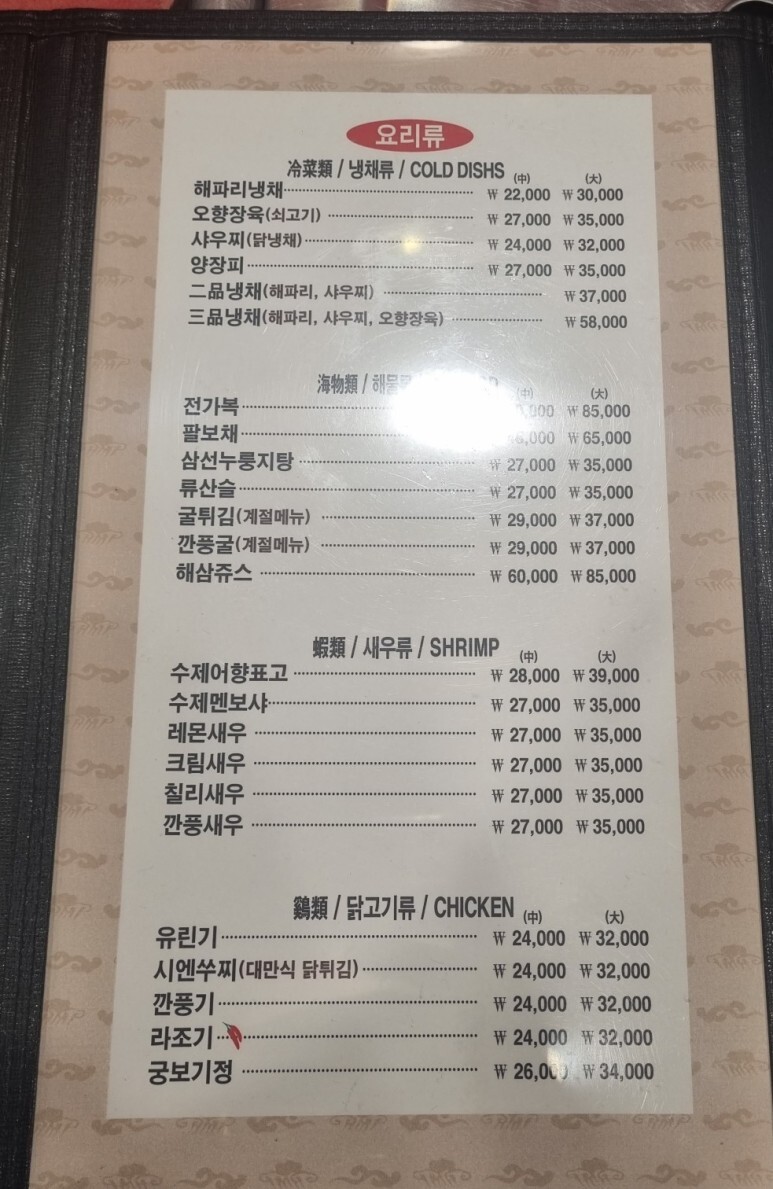 요리류
冷菜類 / 냉채류 / COLD DISHS (中) (大)
해파리냉채 ₩ 22,000 ₩ 30,000
오향장육(쇠고기) ₩ 27,000 ₩ 35,000
샤우찌(닭냉채) ₩ 24,000 ₩ 32,000
양장피 ₩ 27,000 ₩ 35,000
二品냉채(해파리, 샤우찌) ₩ 37,000
三品냉채(해파리, 샤우찌, 오향장육) ₩ 58,000
海物類 / 해물류 (中) (大)
전가복 ₩ 85,000
팔보채 ₩ 65,000
삼선누룽지탕 ₩ 27,000 ₩ 35,000
류산슬 ₩ 27,000 ₩ 35,000
굴튀김(계절메뉴) ₩ 29,000 ₩ 37,000
깐풍굴(계절메뉴) ₩ 29,000 ₩ 37,000
해삼쥬스 ₩ 60,000 ₩ 85,000
蝦類 / 새우류 / SHRIMP (中) (大)
수제어향표고 ₩ 28,000 ₩ 39,000
수제멘보샤 ₩ 27,000 ₩ 35,000
레몬새우 ₩ 27,000 ₩ 35,000
크림새우 ₩ 27,000 ₩ 35,000
칠리새우 ₩ 27,000 ₩ 35,000
깐풍새우 ₩ 27,000 ₩ 35,000
鷄類 / 닭고기류 / CHICKEN (中) (大)
유린기 ₩ 24,000 ₩ 32,000
시엔쑤찌(대만식 닭튀김) ₩ 24,000 ₩ 32,000
깐풍기 ₩ 24,000 ₩ 32,000
라조기 ₩ 24,000 ₩ 32,000
궁보기정 ₩ 26,000 ₩ 34,000